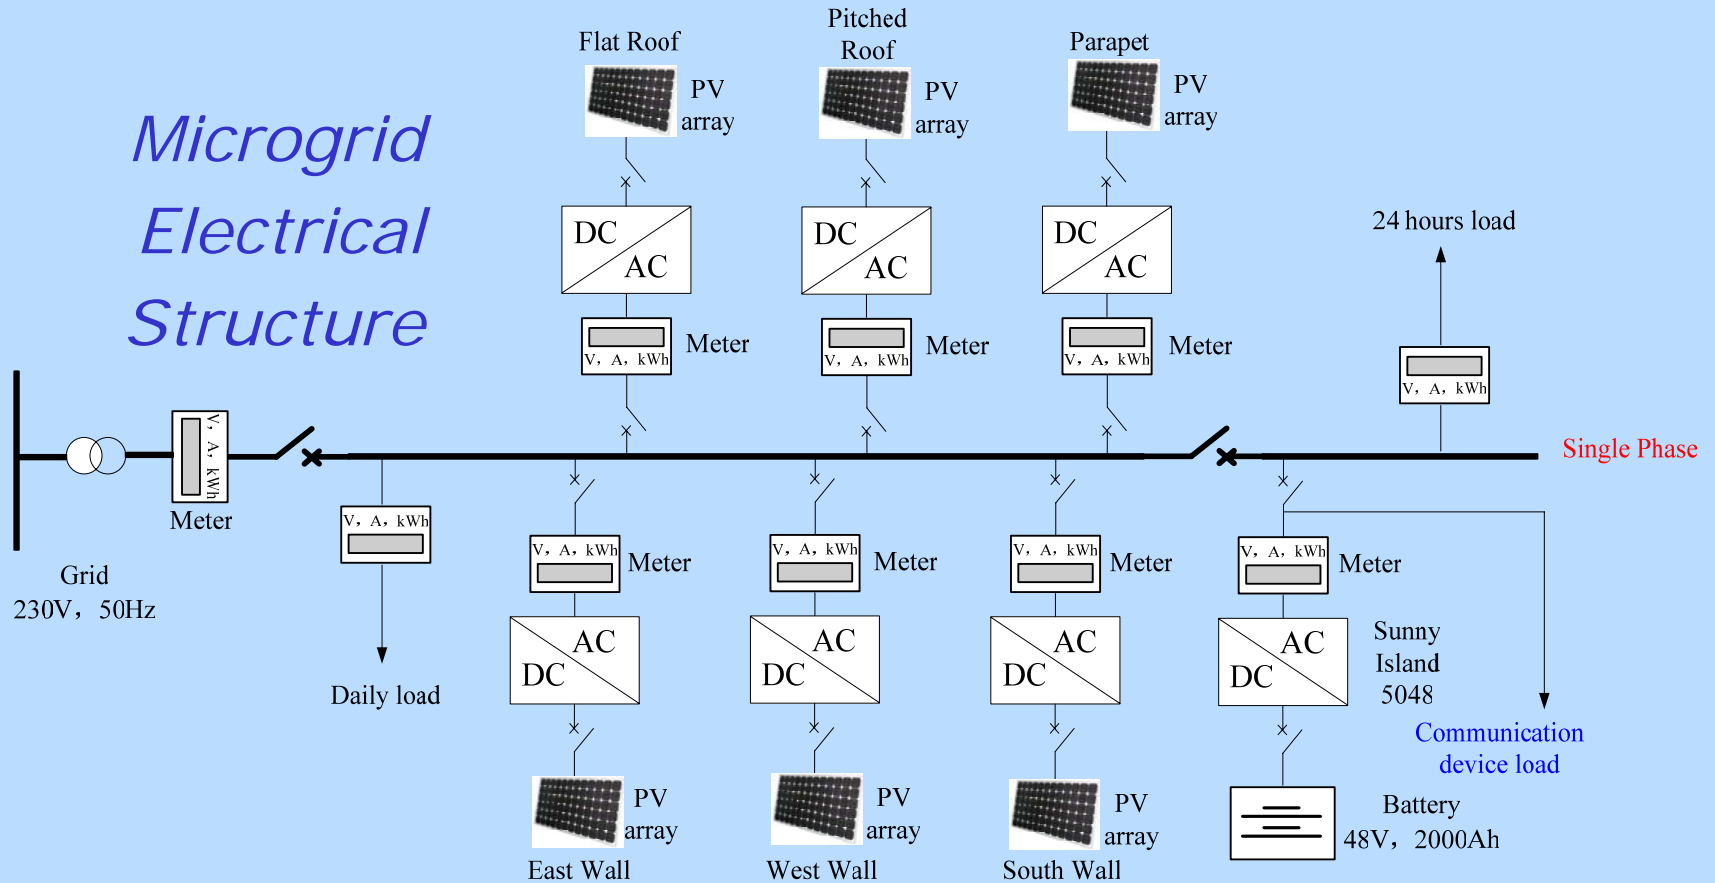 Microgrid
Electrical
Structure
Flat Roof
PV
array
Pitched
Roof
PV
array
Parapet
PV
array
DC
AC
DC
AC
DC
AC
24 hours load
V, A, kWh
Meter
V, A, kWh
Meter
V, A, kWh
Meter
V, A, kWh
V, A, kWh
Meter
Single Phase
Grid
230V, 50Hz
V, A, kWh
Daily load
V, A, kWh
Meter
V, A, kWh
Meter
V, A, kWh
Meter
V, A, kWh
Meter
AC
DC
AC
DC
AC
DC
AC
DC
Sunny
Island
5048
Communication
device load
PV
array
East Wall
PV
array
West Wall
PV
array
South Wall
Battery
48V, 2000Ah